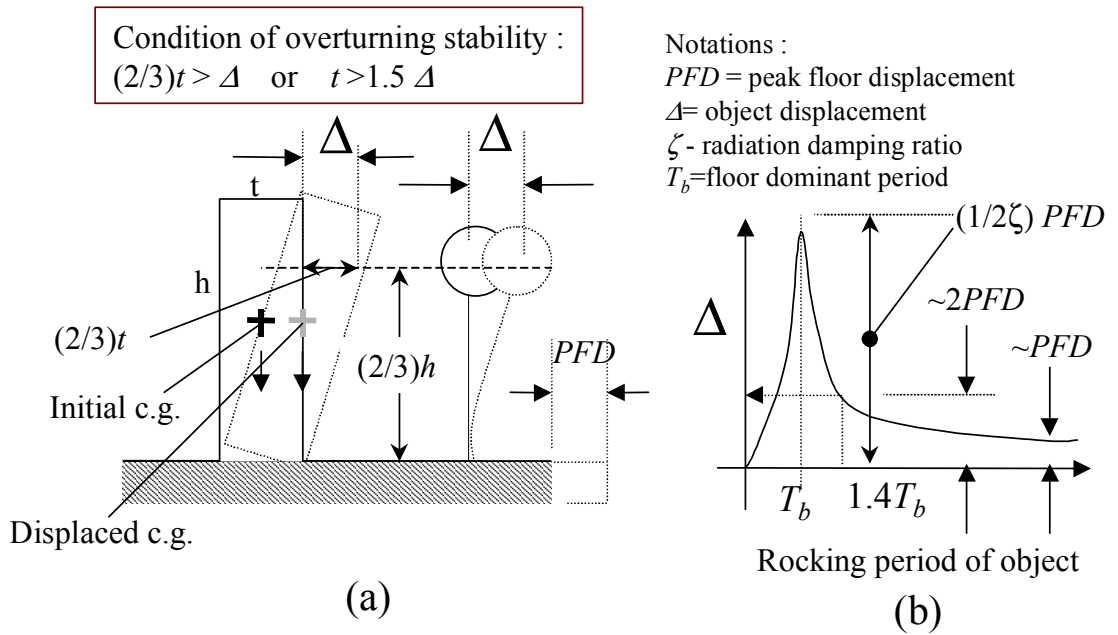 Condition of overturning stability :
(2/3)t > Δ or t >1.5 Δ
Δ
Δ
t
h
(2/3)t
(2/3)h
PFD
Initial c.g.
Displaced c.g.
(a)
Notations :
PFD = peak floor displacement
Δ= object displacement
ζ - radiation damping ratio
T_b=floor dominant period
(1/2ζ) PFD
~2PFD
~PFD
Δ
T_b
1.4T_b
Rocking period of object
(b)